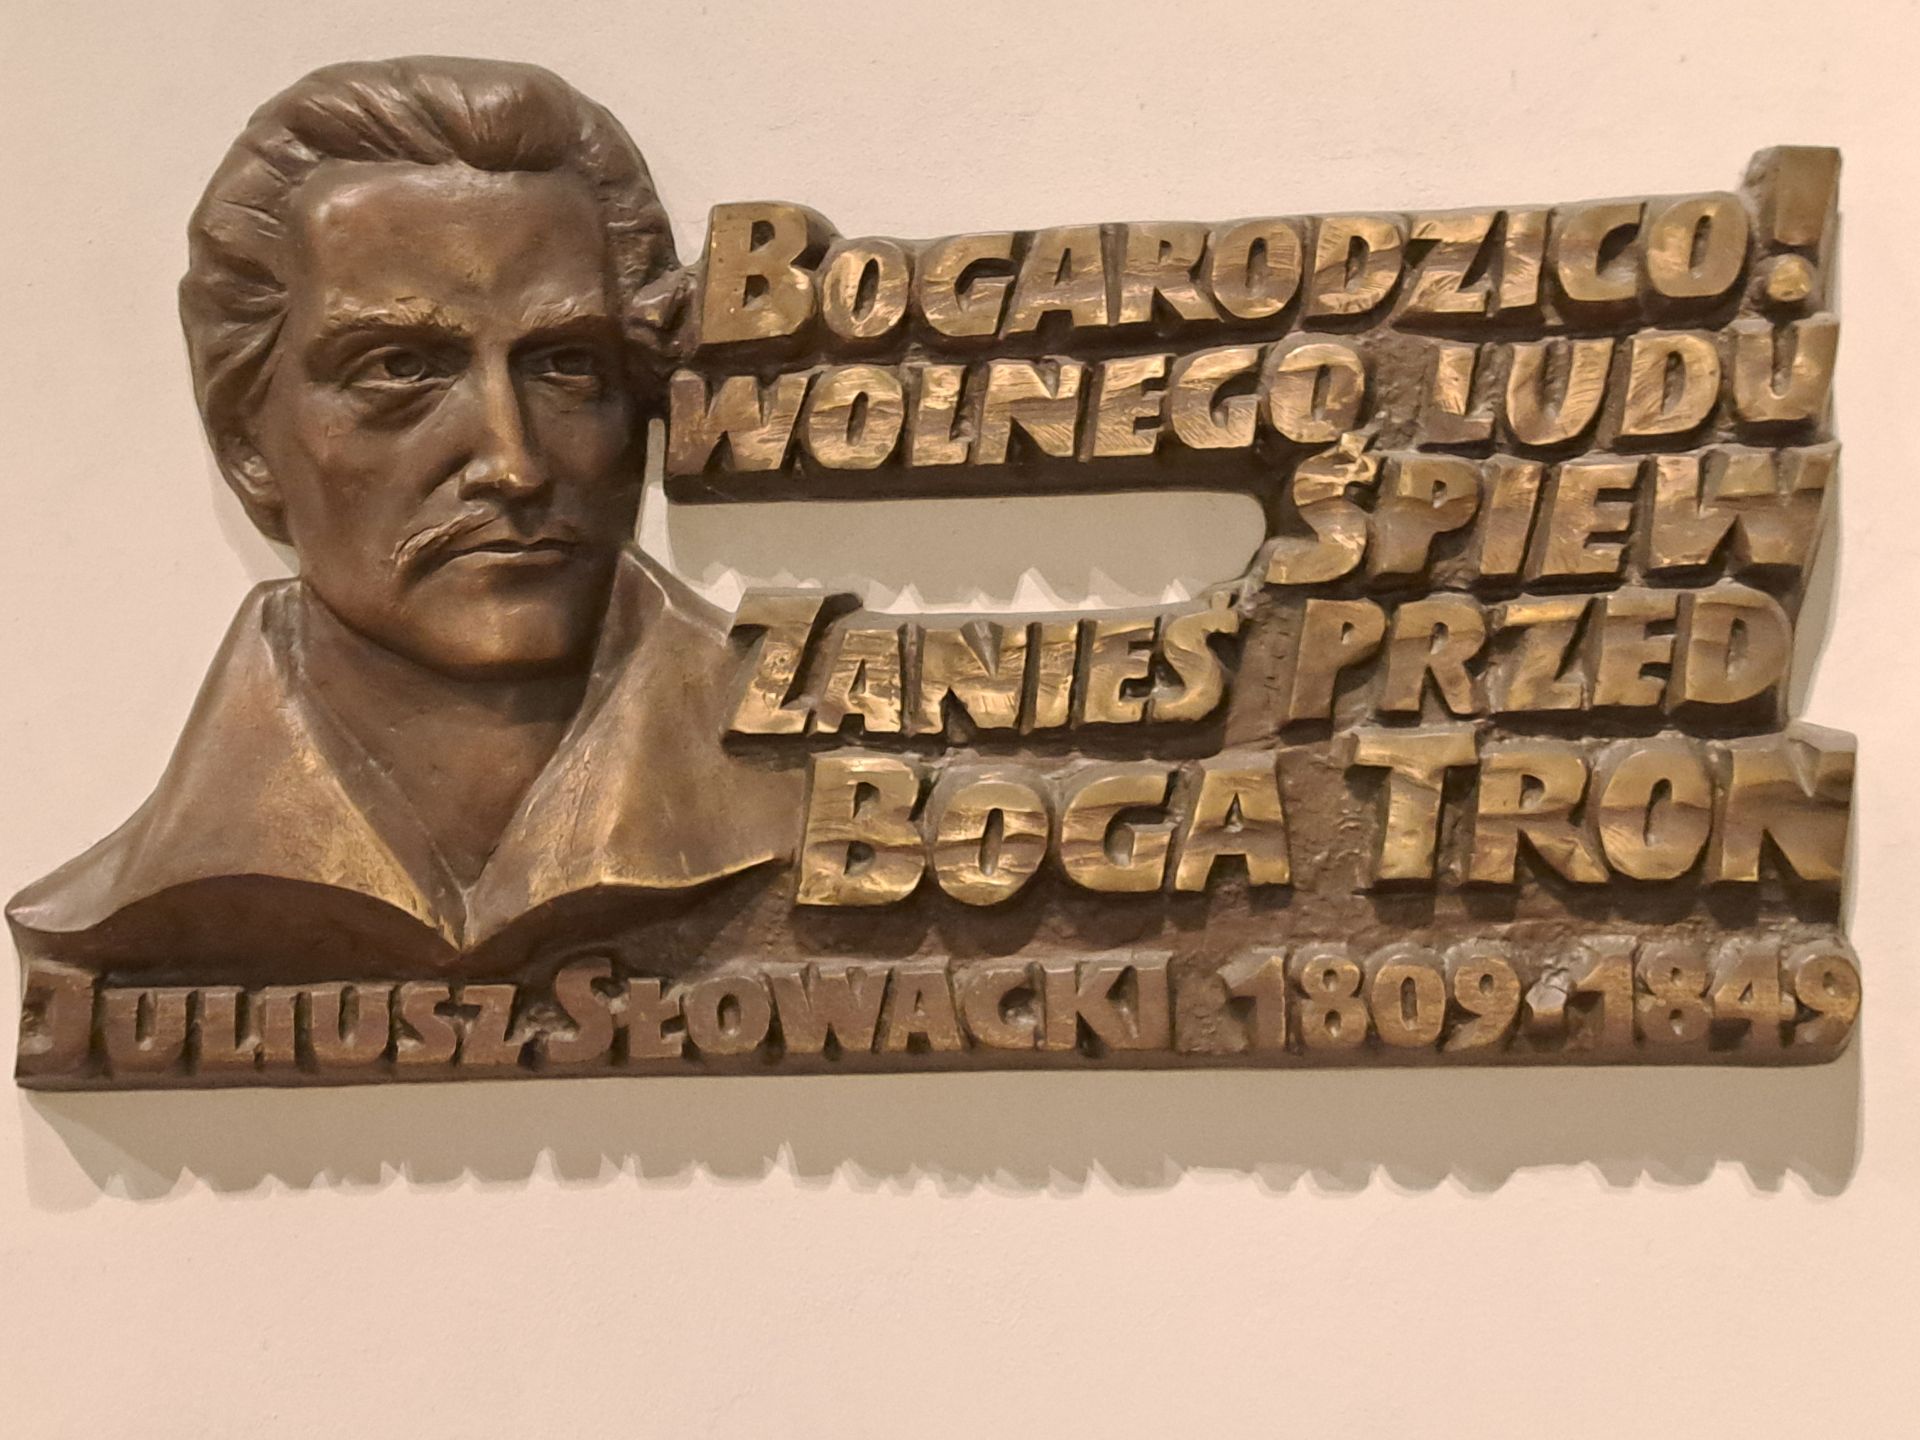 BOGARODZICO!
WOLNEGO LUDU
ŚPIEW
ZANIEŚ PRZED
BOGA TRON
JULIUSZ SŁOWACKI 1809-1849